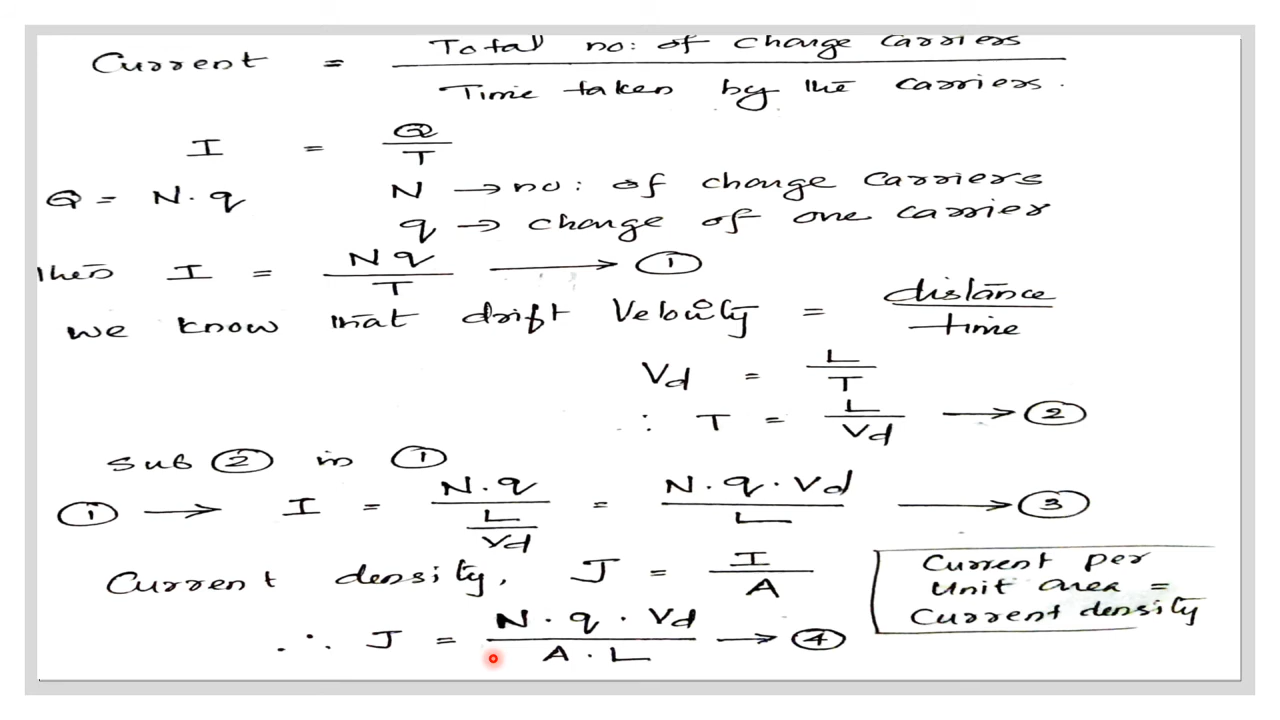 Current = Total no: of charge carriers / Time taken by the carriers.
I = Q / T
Q = N . q    N → no: of charge carriers
q → charge of one carrier
then I = N q / T → ①
we know that drift velocity = distance / time
Vd = L / T
∴ T = L / Vd → ②
Sub ② in ①
① → I = N . q / (L / Vd) = N . q . Vd / L → ③
Current density, J = I / A
Current per
Unit area =
Current density
∴ J = N . q . Vd / A . L → ④